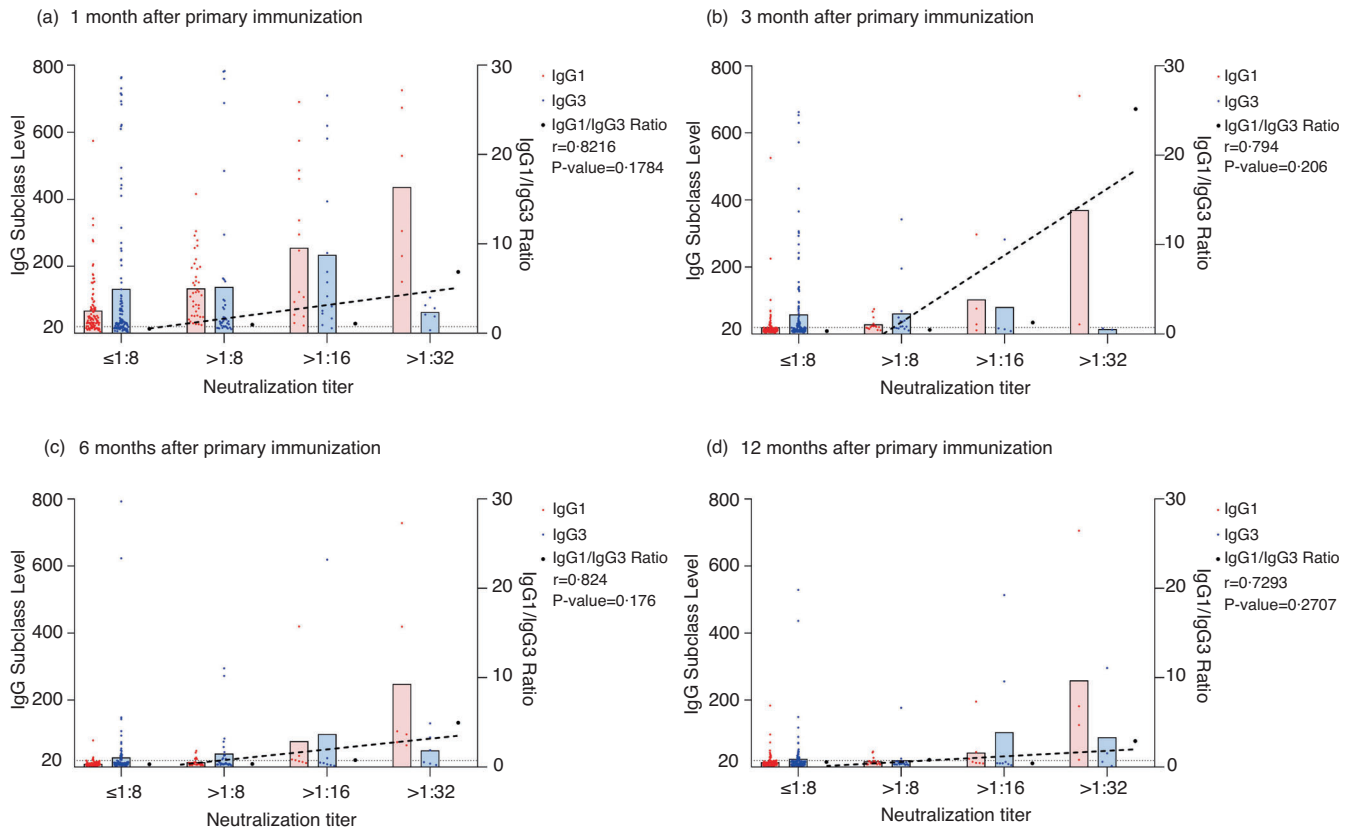 (a) 1 month after primary immunization
800
600
400
200
20
IgG Subclass Level
30
20
10
0
IgG1/IgG3 Ratio
IgG1
IgG3
IgG1/IgG3 Ratio
r=0·8216
P-value=0·1784
≤1:8 >1:8 >1:16 >1:32
Neutralization titer
(b) 3 month after primary immunization
800
600
400
200
20
IgG Subclass Level
30
20
10
0
IgG1/IgG3 Ratio
IgG1
IgG3
IgG1/IgG3 Ratio
r=0·794
P-value=0·206
≤1:8 >1:8 >1:16 >1:32
Neutralization titer
(c) 6 months after primary immunization
800
600
400
200
20
IgG Subclass Level
30
20
10
0
IgG1/IgG3 Ratio
IgG1
IgG3
IgG1/IgG3 Ratio
r=0·824
P-value=0·176
≤1:8 >1:8 >1:16 >1:32
Neutralization titer
(d) 12 months after primary immunization
800
600
400
200
20
IgG Subclass Level
30
20
10
0
IgG1/IgG3 Ratio
IgG1
IgG3
IgG1/IgG3 Ratio
r=0·7293
P-value=0·2707
≤1:8 >1:8 >1:16 >1:32
Neutralization titer